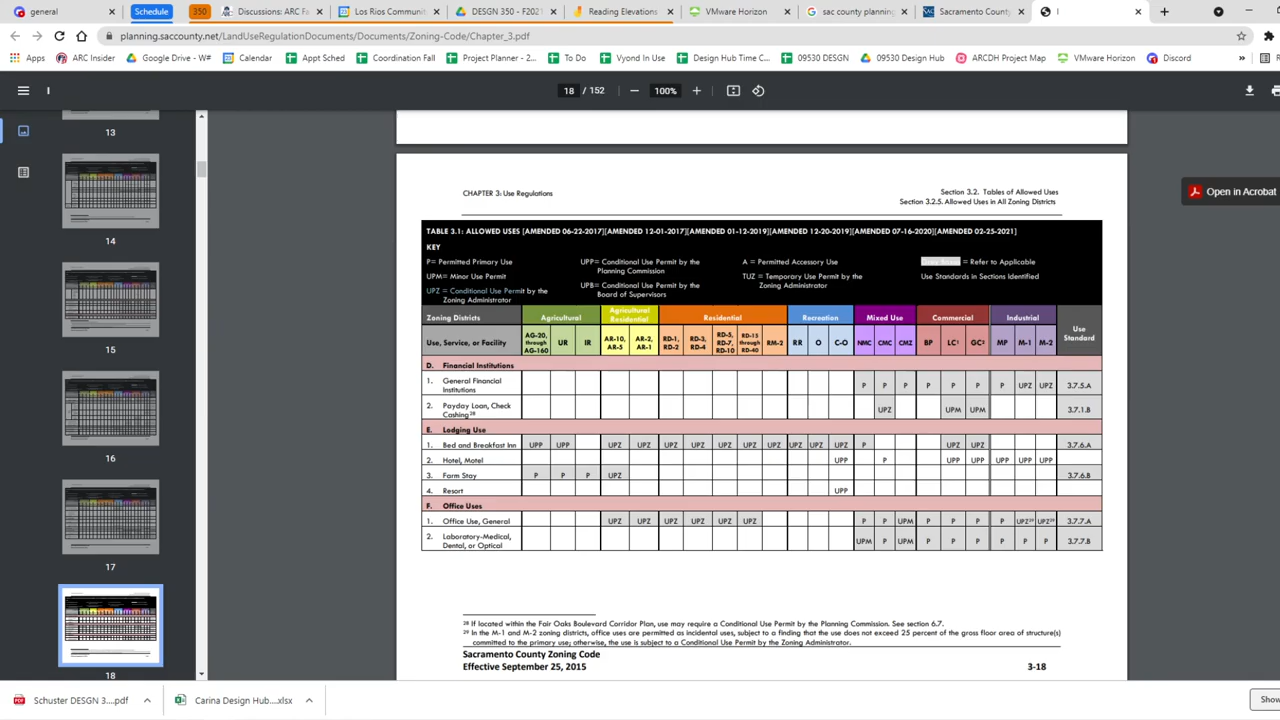 general
Schedule
350
Discussions: ARC Fa
Los Rios Communit
DESGN 350 - F2021
Reading Elevations
VMware Horizon
sac county planning
Sacramento County
I
planning.saccounty.net/LandUseRegulationDocuments/Documents/Zoning-Code/Chapter_3.pdf
Apps
ARC Insider
Google Drive - W#
Calendar
Appt Sched
Coordination Fall
Project Planner - 2...
To Do
Vyond In Use
Design Hub Time C...
09530 DESGN
09530 Design Hub
ARCDH Project Map
VMware Horizon
Discord
»
I
18 / 152
100%
13
14
15
16
17
18
Open in Acrobat
CHAPTER 3: Use Regulations
Section 3.2. Tables of Allowed Uses
Section 3.2.5. Allowed Uses in All Zoning Districts
TABLE 3.1: ALLOWED USES [AMENDED 06-22-2017][AMENDED 12-01-2017][AMENDED 01-12-2019][AMENDED 12-20-2019][AMENDED 07-16-2020][AMENDED 02-25-2021]
KEY
P= Permitted Primary Use
UPM= Minor Use Permit
UPZ = Conditional Use Permit by the
Zoning Administrator
UPP= Conditional Use Permit by the
Planning Commission
UPB= Conditional Use Permit by the
Board of Supervisors
A = Permitted Accessory Use
TUZ = Temporary Use Permit by the
Zoning Administrator
= Refer to Applicable
Use Standards in Sections Identified
Zoning Districts Agricultural Agricultural Residential Residential Recreation Mixed Use Commercial Industrial Use Standard
Use, Service, or Facility AG-20, through AG-160 UR IR AR-10, AR-5 AR-2, AR-1 RD-1, RD-2 RD-3, RD-4 RD-5, RD-7, RD-10 RD-15 through RD-40 RM-2 RR O C-O NMC CMC CMZ BP LC¹ GC² MP M-1 M-2
D. Financial Institutions
1. General Financial Institutions P P P P P P P UPZ UPZ 3.7.5.A
2. Payday Loan, Check Cashing²⁸ UPZ UPM UPM 3.7.1.B
E. Lodging Use
1. Bed and Breakfast Inn UPP UPP UPZ UPZ UPZ UPZ UPZ UPZ UPZ UPZ UPZ UPZ P UPZ UPZ 3.7.6.A
2. Hotel, Motel UPP P UPP UPP UPP UPP UPP
3. Farm Stay P P P UPZ 3.7.6.B
4. Resort UPP
F. Office Uses
1. Office Use, General UPZ UPZ UPZ UPZ UPZ UPZ P P UPM P P P P UPZ²⁹ UPZ²⁹ 3.7.7.A
2. Laboratory-Medical, Dental, or Optical UPM P UPM P P P P P P 3.7.7.B
²⁸ If located within the Fair Oaks Boulevard Corridor Plan, use may require a Conditional Use Permit by the Planning Commission. See section 6.7.
²⁹ In the M-1 and M-2 zoning districts, office uses are permitted as incidental uses, subject to a finding that the use does not exceed 25 percent of the gross floor area of structure(s)
committed to the primary use; otherwise, the use is subject to a Conditional Use Permit by the Zoning Administrator.
Sacramento County Zoning Code
Effective September 25, 2015
3-18
Schuster DESGN 3....pdf
Carina Design Hub....xlsx
Show